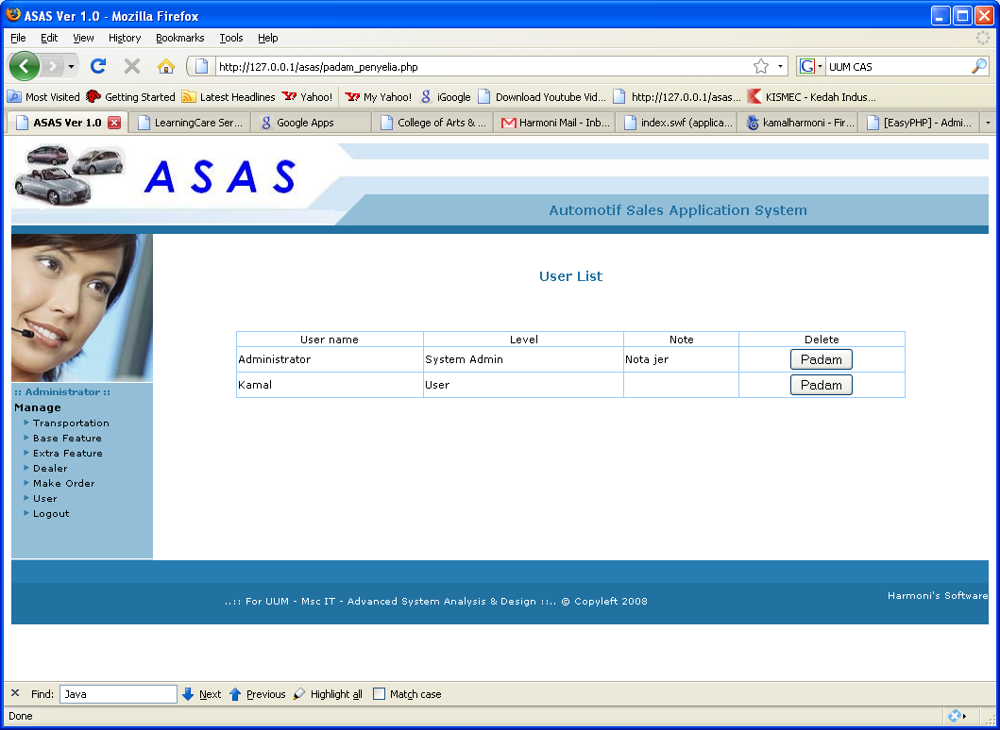 ASAS Ver 1.0 - Mozilla Firefox
File Edit View History Bookmarks Tools Help
http://127.0.0.1/asas/padam_penyelia.php
G UUM CAS
Most Visited Getting Started Latest Headlines Yahoo! My Yahoo! iGoogle Download Youtube Vid... http://127.0.0.1/asas... KISMEC - Kedah Indus...
ASAS Ver 1.0 LearningCare Ser... Google Apps College of Arts & ... Harmoni Mail - Inb... index.swf (applica... kamalharmoni - Fir... [EasyPHP] - Admi...
ASAS
Automotif Sales Application System
User List
User name Level Note Delete
Administrator System Admin Nota jer Padam
Kamal User Padam
:: Administrator ::
Manage
Transportation
Base Feature
Extra Feature
Dealer
Make Order
User
Logout
..:: For UUM - Msc IT - Advanced System Analysis & Design ::.. © Copyleft 2008
Harmoni's Software
Find: Java Next Previous Highlight all Match case
Done